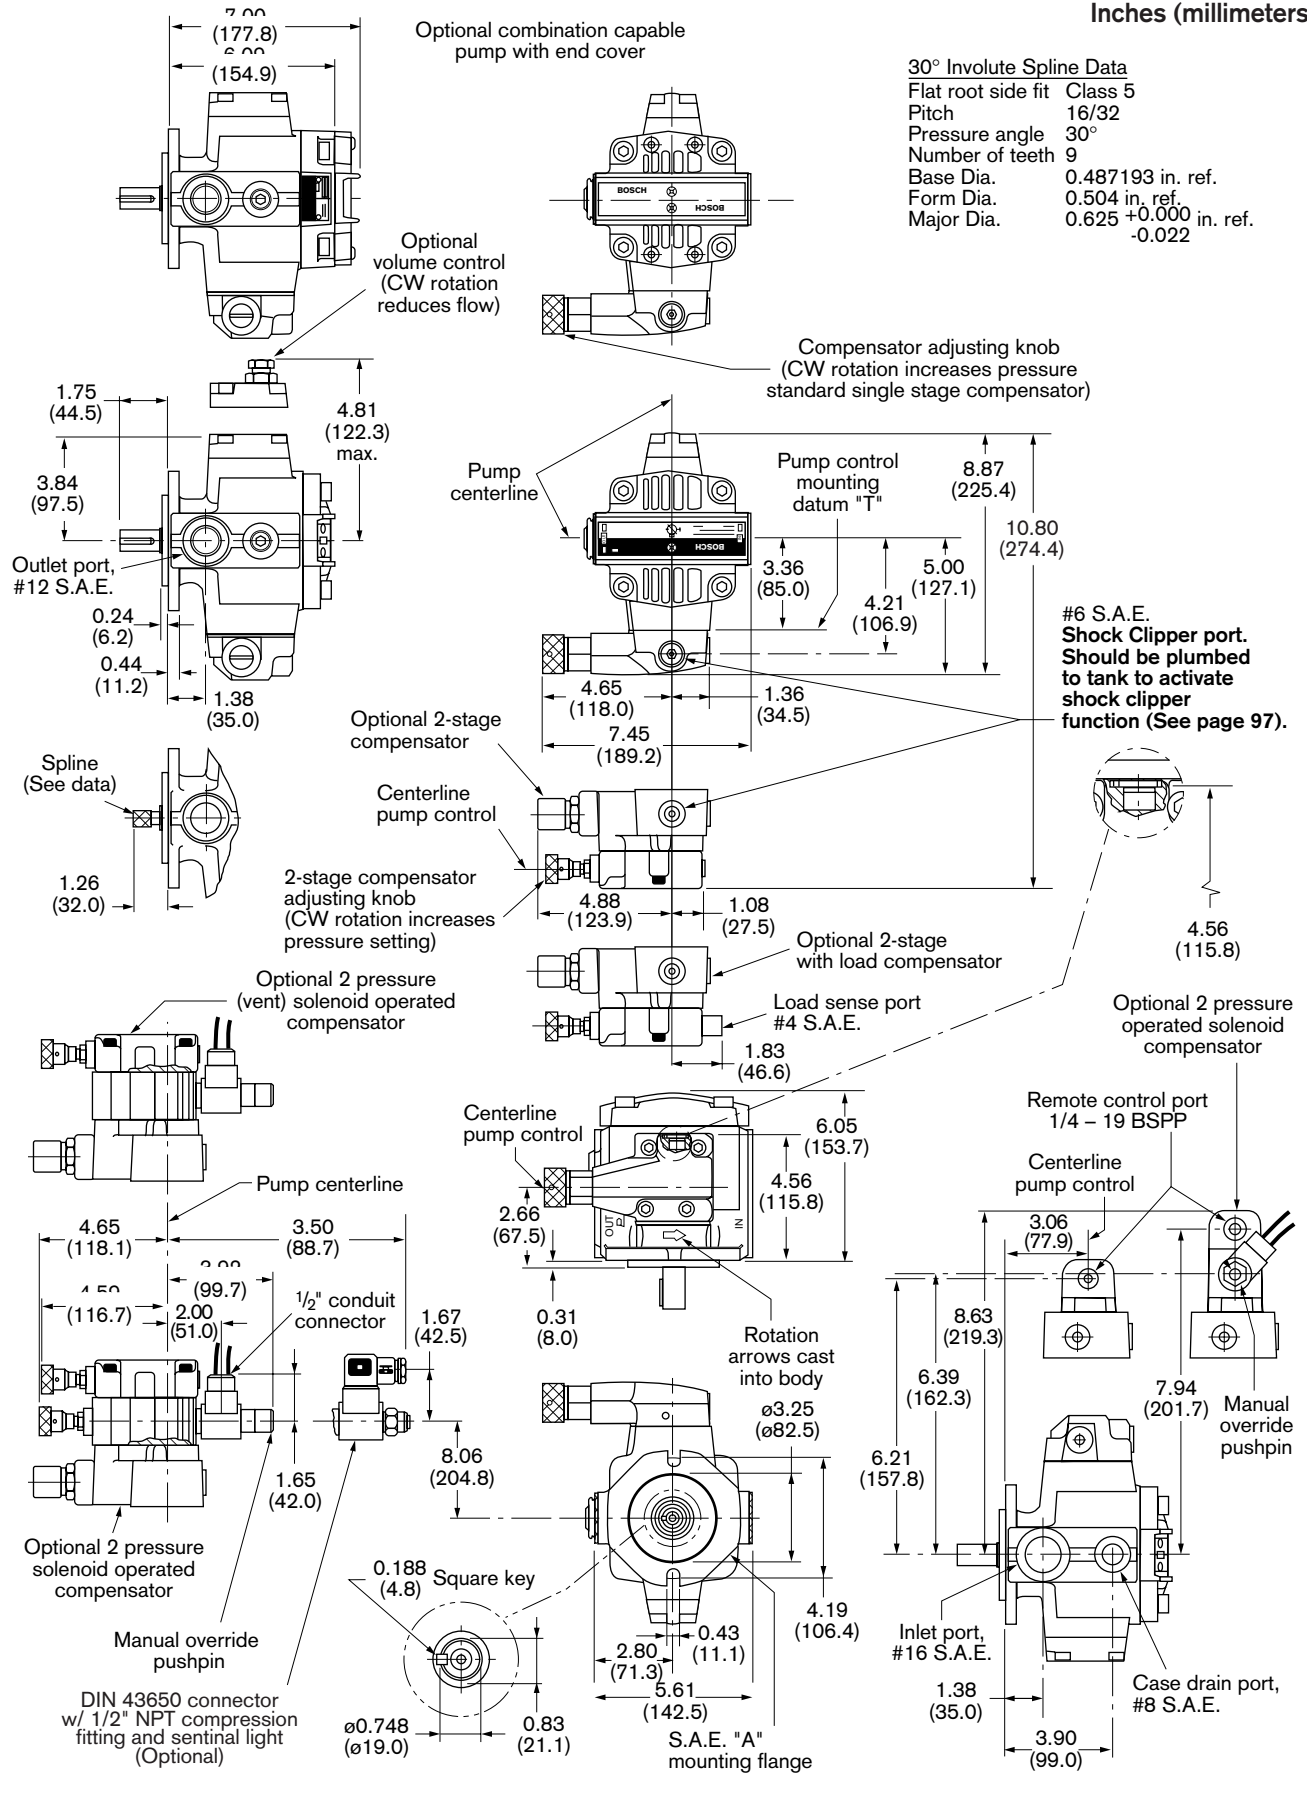 Inches (millimeters
7.00
(177.8)
6.09
(154.9)
Optional combination capable
pump with end cover
30° Involute Spline Data
Flat root side fit Class 5
Pitch 16/32
Pressure angle 30°
Number of teeth 9
Base Dia. 0.487193 in. ref.
Form Dia. 0.504 in. ref.
Major Dia. 0.625 +0.000 in. ref.
-0.022
BOSCH
BOSCH
Optional
volume control
(CW rotation
reduces flow)
Compensator adjusting knob
(CW rotation increases pressure
standard single stage compensator)
1.75
(44.5)
4.81
(122.3)
max.
3.84
(97.5)
Pump
centerline
Pump control
mounting
datum "T"
8.87
(225.4)
10.80
(274.4)
BOSCH
Outlet port,
#12 S.A.E.
3.36
(85.0)
5.00
(127.1)
4.21
(106.9)
0.24
(6.2)
0.44
(11.2)
1.38
(35.0)
#6 S.A.E.
Shock Clipper port.
Should be plumbed
to tank to activate
shock clipper
function (See page 97).
4.65
(118.0)
1.36
(34.5)
7.45
(189.2)
Optional 2-stage
compensator
Spline
(See data)
Centerline
pump control
1.26
(32.0)
2-stage compensator
adjusting knob
(CW rotation increases
pressure setting)
4.88
(123.9)
1.08
(27.5)
4.56
(115.8)
Optional 2-stage
with load compensator
Optional 2 pressure
(vent) solenoid operated
compensator
Load sense port
#4 S.A.E.
1.83
(46.6)
Optional 2 pressure
operated solenoid
compensator
Centerline
pump control
6.05
(153.7)
4.56
(115.8)
2.66
(67.5)
OUT
P
IN
Remote control port
1/4 – 19 BSPP
Centerline
pump control
3.06
(77.9)
Pump centerline
4.65
(118.1)
3.50
(88.7)
(99.7)
4.59
(116.7)
2.00
(51.0)
1/2" conduit
connector
1.67
(42.5)
0.31
(8.0)
Rotation
arrows cast
into body
8.63
(219.3)
6.39
(162.3)
7.94
(201.7)
Manual
override
pushpin
ø3.25
(ø82.5)
8.06
(204.8)
6.21
(157.8)
1.65
(42.0)
Optional 2 pressure
solenoid operated
compensator
0.188
(4.8)
Square key
4.19
(106.4)
Manual override
pushpin
2.80
(71.3)
0.43
(11.1)
Inlet port,
#16 S.A.E.
5.61
(142.5)
Case drain port,
#8 S.A.E.
1.38
(35.0)
DIN 43650 connector
w/ 1/2" NPT compression
fitting and sentinal light
(Optional)
ø0.748
(ø19.0)
0.83
(21.1)
S.A.E. "A"
mounting flange
3.90
(99.0)